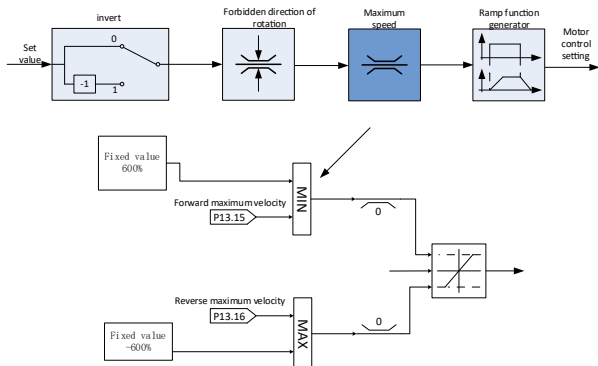 invert
Forbidden direction of
rotation
Maximum
speed
Ramp function
generator
Motor
control
setting
Set
value
0
-1
1
Fixed value
600%
MIN
Forward maximum velocity
P13.15
0
Reverse maximum velocity
P13.16
MAX
0
Fixed value
-600%